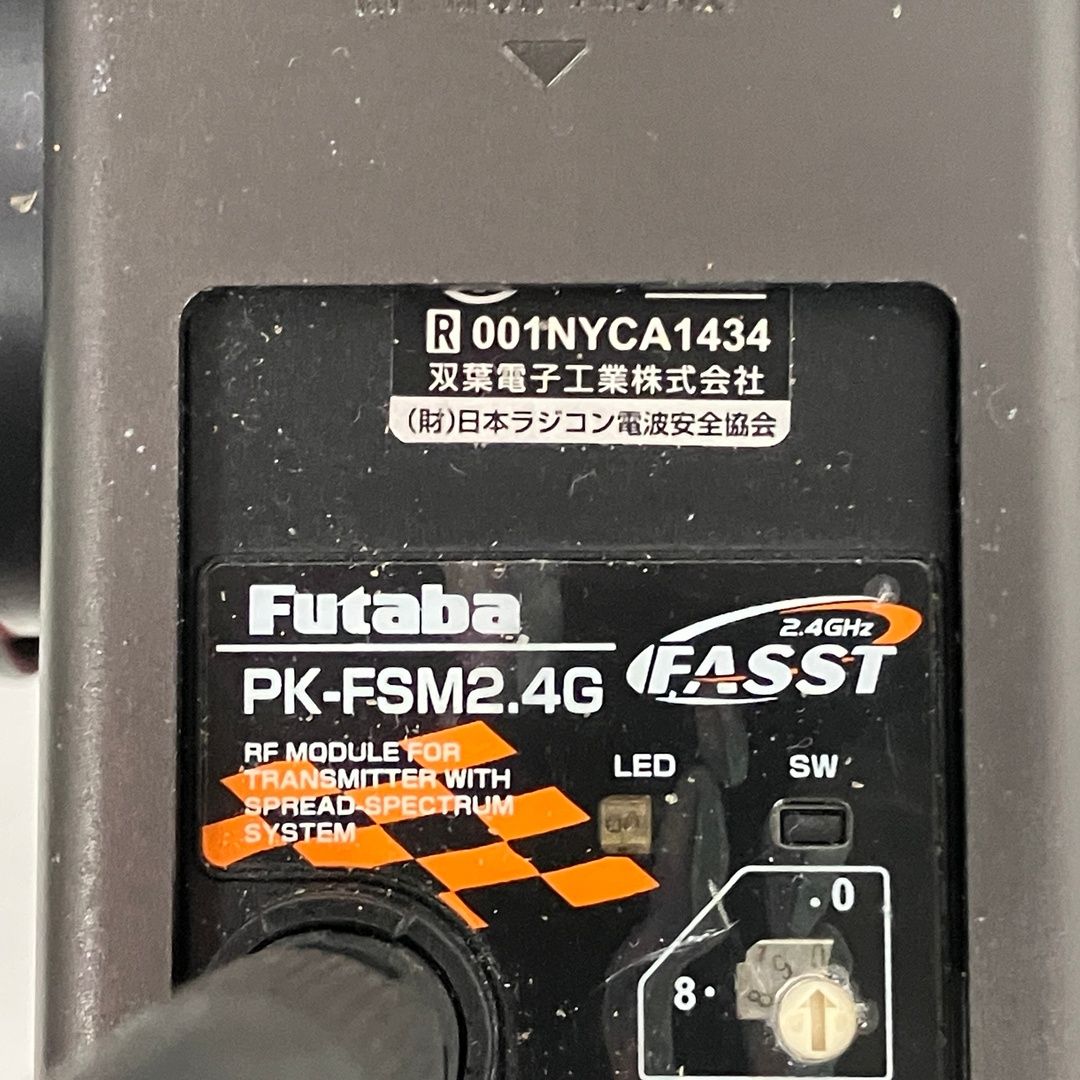 R 001NYCA1434
双葉電子工業株式会社
(財)日本ラジコン電波安全協会
Futaba
2.4GHz
FASST
PK-FSM2.4G
RF MODULE FOR
TRANSMITTER WITH
SPREAD-SPECTRUM
SYSTEM
LED
SW
0
8